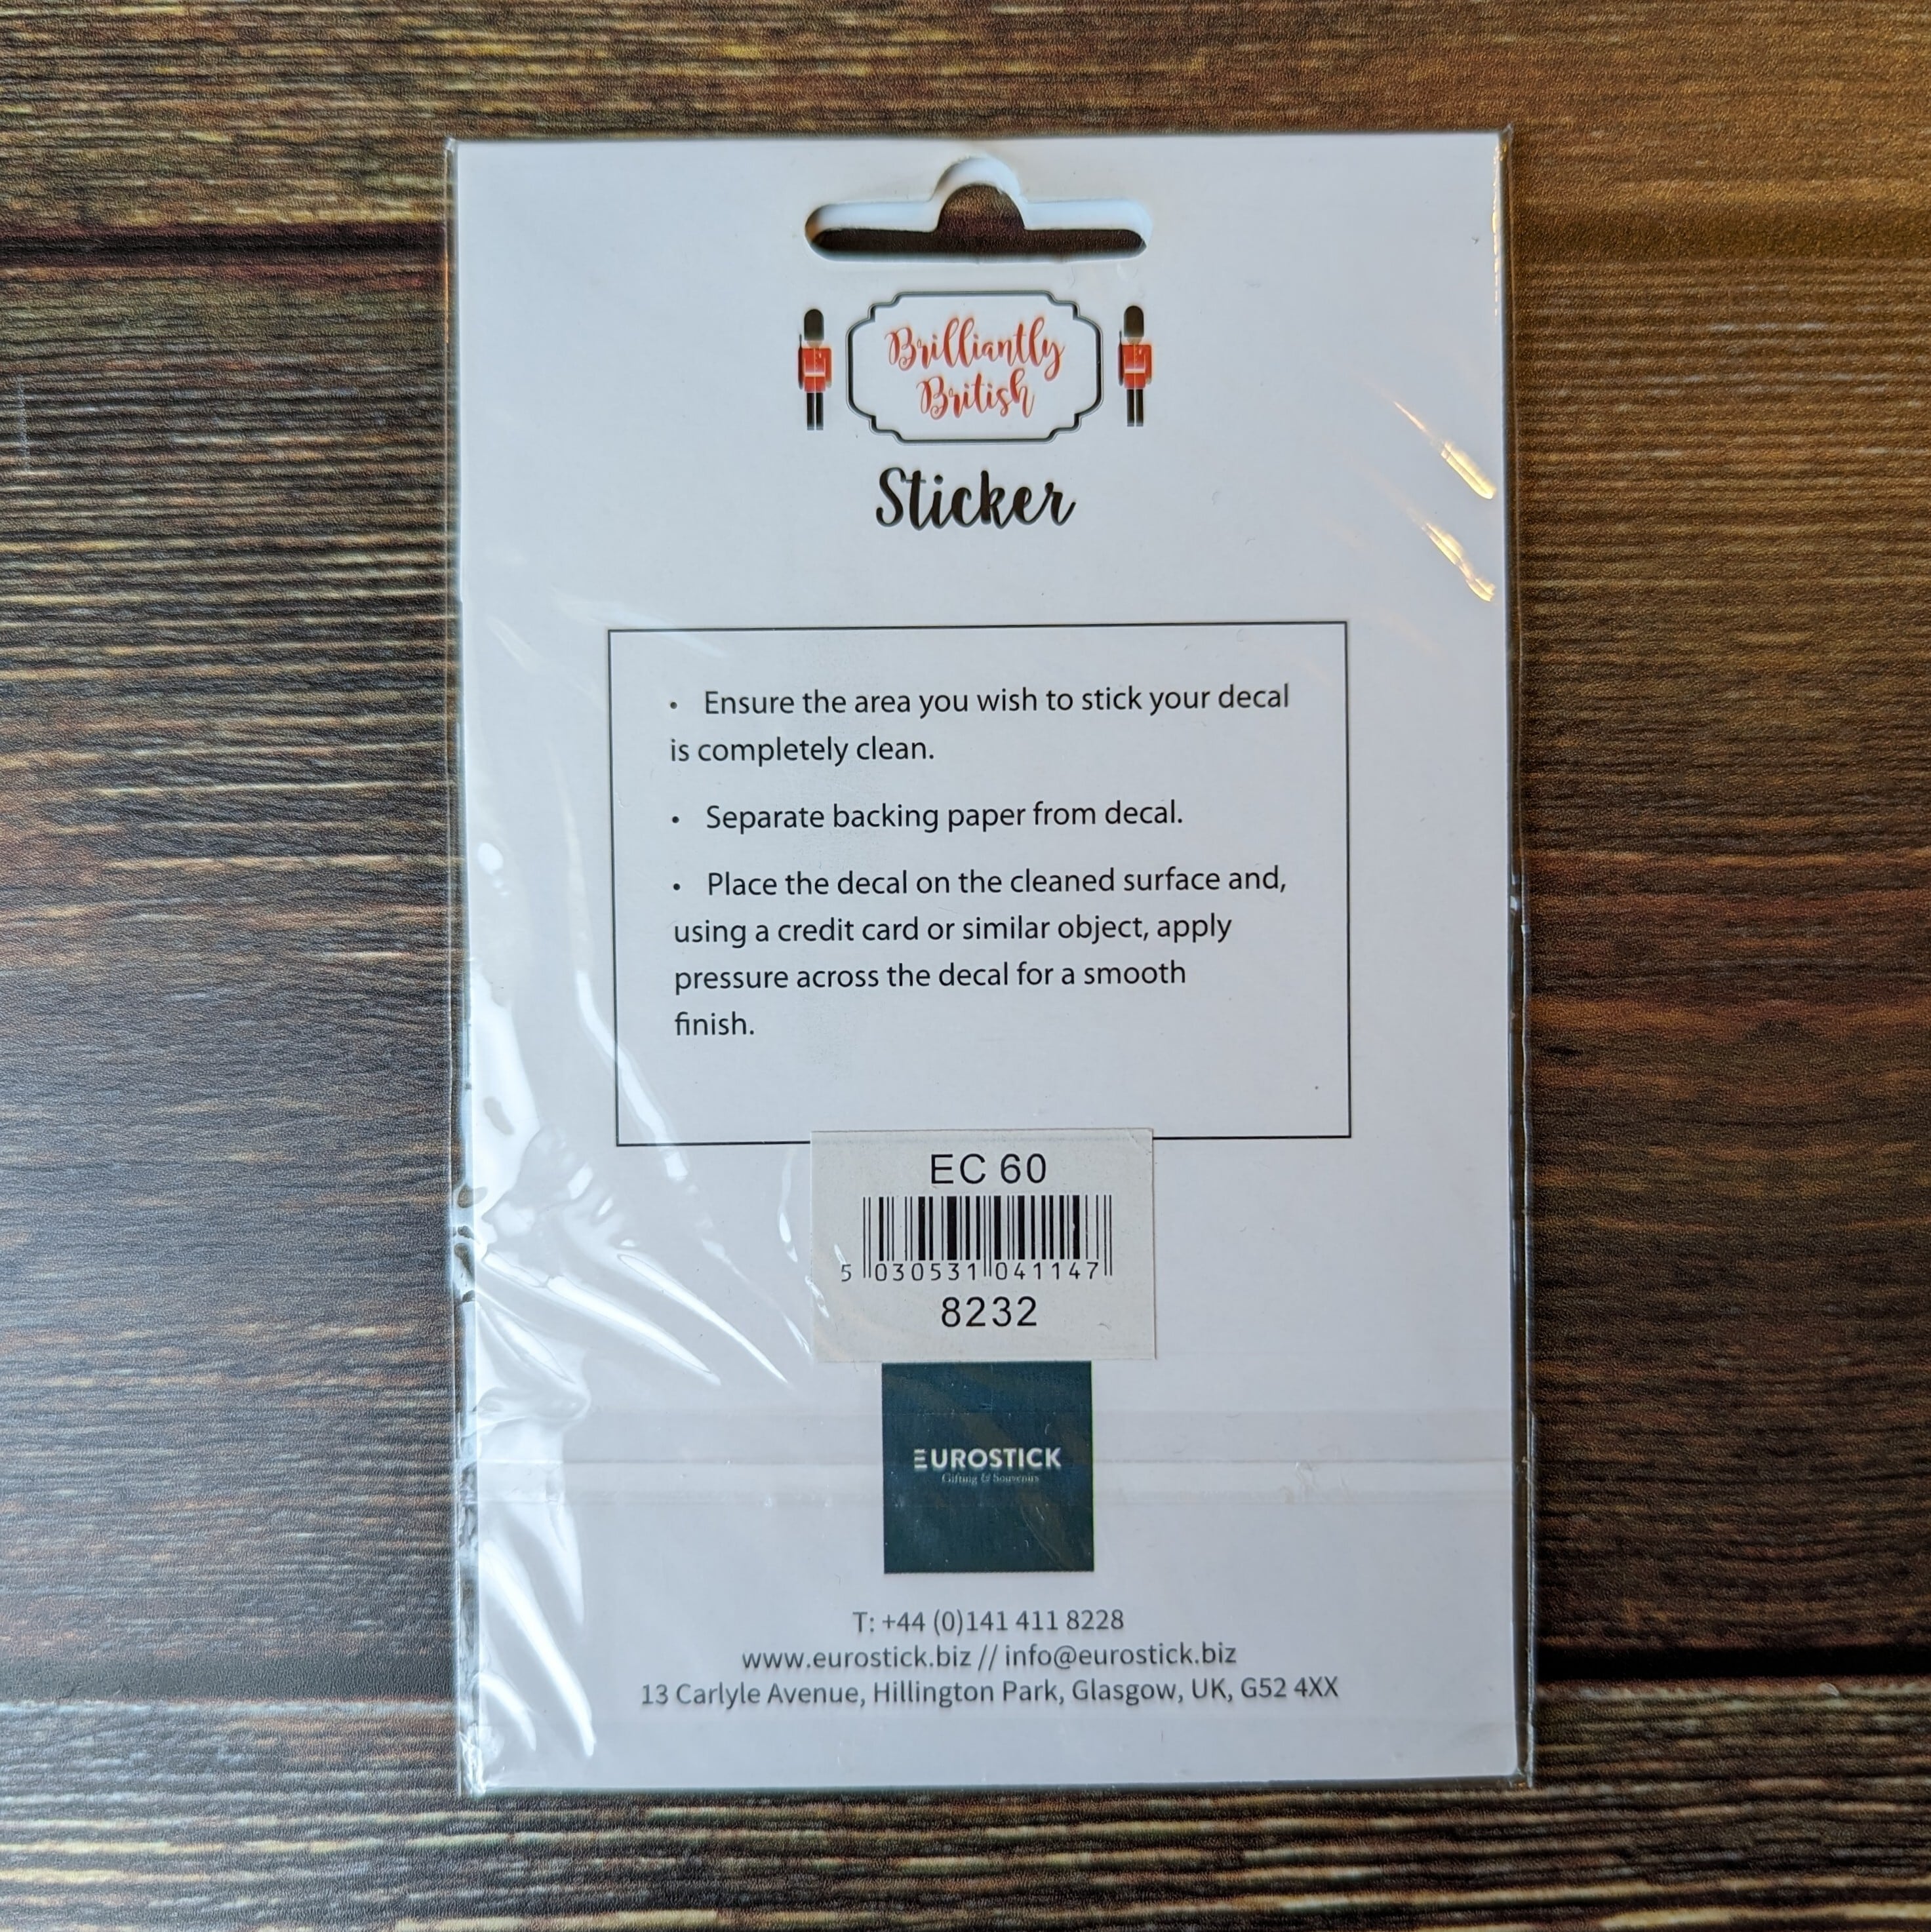 Brilliantly
British
Sticker
• Ensure the area you wish to stick your decal
is completely clean.
• Separate backing paper from decal.
• Place the decal on the cleaned surface and,
using a credit card or similar object, apply
pressure across the decal for a smooth
finish.
EC 60
5 030531 041147
8232
EUROSTICK
Gifting & Souvenirs
T: +44 (0)141 411 8228
www.eurostick.biz // info@eurostick.biz
13 Carlyle Avenue, Hillington Park, Glasgow, UK, G52 4XX